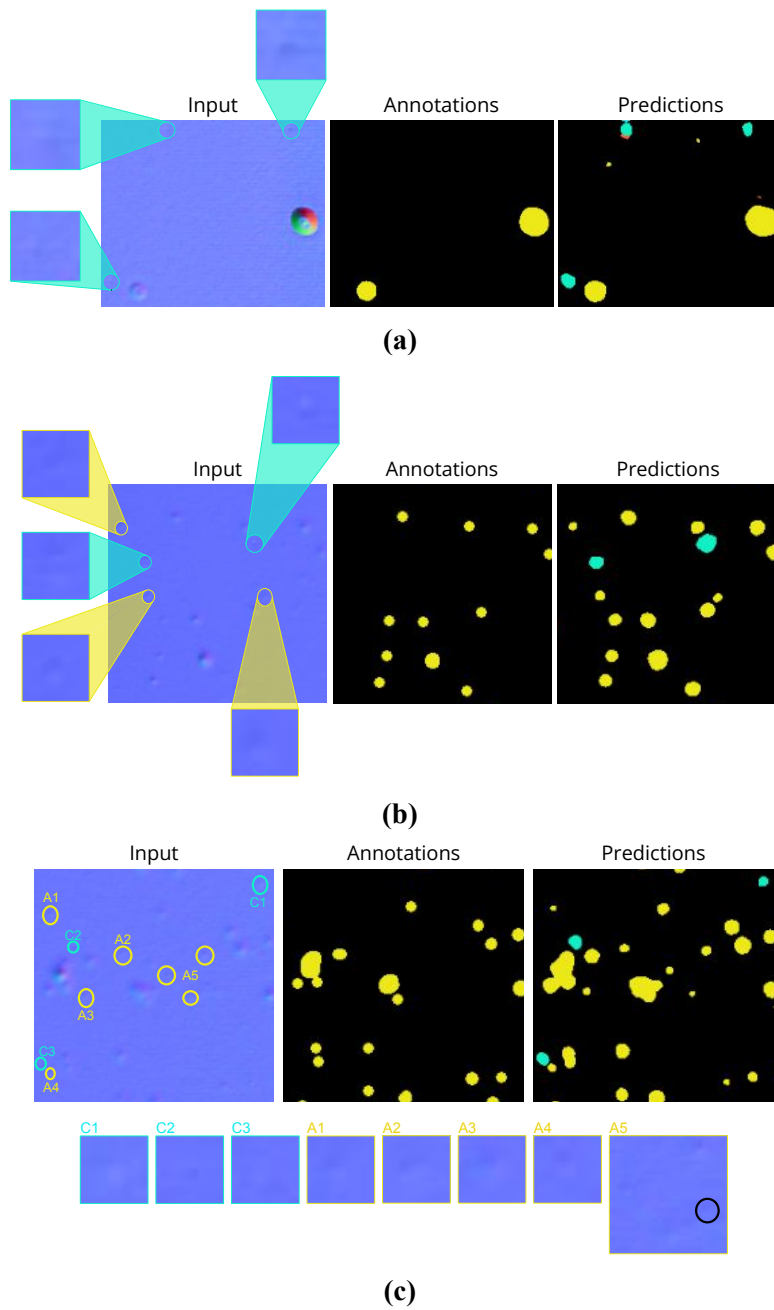 Input
Annotations
Predictions
(a)
Input
Annotations
Predictions
(b)
Input
Annotations
Predictions
A1
C1
C2
A2
A5
A3
C3
A4
C1
C2
C3
A1
A2
A3
A4
A5
(c)